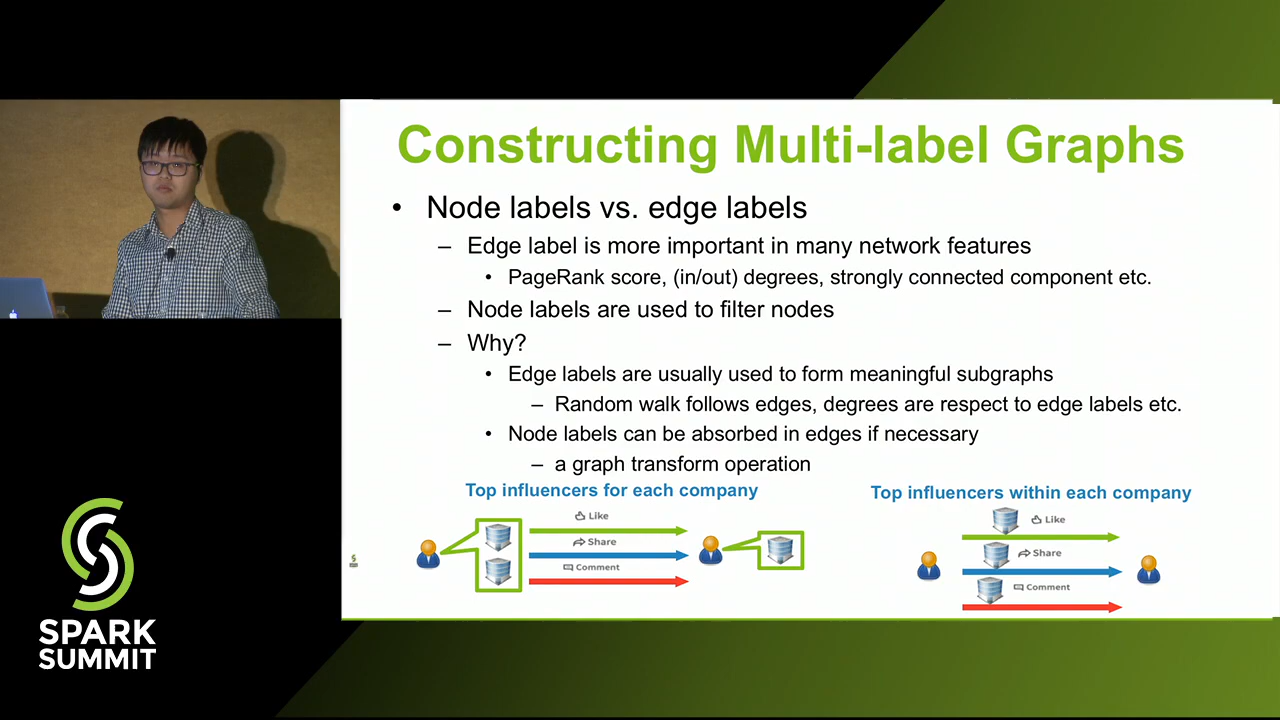 Constructing Multi-label Graphs
• Node labels vs. edge labels
– Edge label is more important in many network features
• PageRank score, (in/out) degrees, strongly connected component etc.
– Node labels are used to filter nodes
– Why?
• Edge labels are usually used to form meaningful subgraphs
– Random walk follows edges, degrees are respect to edge labels etc.
• Node labels can be absorbed in edges if necessary
– a graph transform operation
Top influencers for each company
Like
Share
Comment
Top influencers within each company
Like
Share
Comment
SPARK
SUMMIT